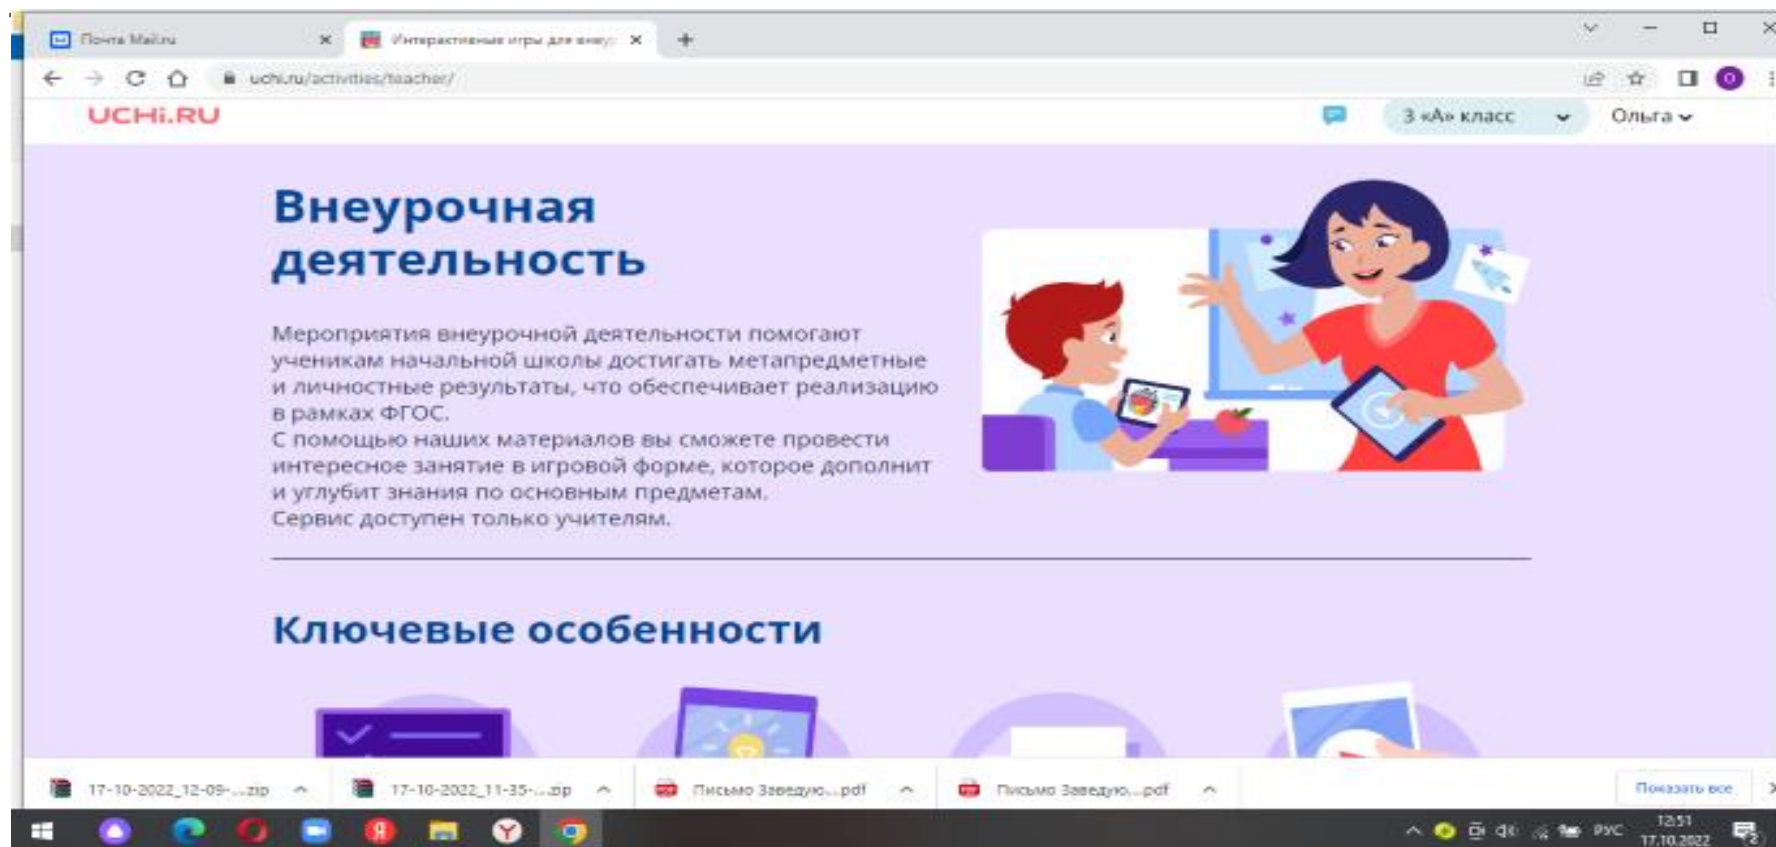 Почта Mail.ru
Интерактивные игры для внеур
uchi.ru/activities/teacher/
UCHi.RU
3 «А» класс
Ольга
Внеурочная
деятельность
Мероприятия внеурочной деятельности помогают
ученикам начальной школы достигать метапредметные
и личностные результаты, что обеспечивает реализацию
в рамках ФГОС.
С помощью наших материалов вы сможете провести
интересное занятие в игровой форме, которое дополнит
и углубит знания по основным предметам.
Сервис доступен только учителям.
Ключевые особенности
17-10-2022_12-09-....zip
17-10-2022_11-35-....zip
Письмо Заведую....pdf
Письмо Заведую....pdf
Показать все
РУС
12:51
17.10.2022